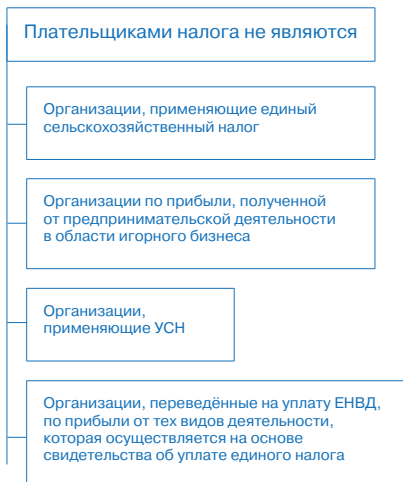 Плательщиками налога не являются
Организации, применяющие единый
сельскохозяйственный налог
Организации по прибыли, полученной
от предпринимательской деятельности
в области игорного бизнеса
Организации,
применяющие УСН
Организации, переведённые на уплату ЕНВД,
по прибыли от тех видов деятельности,
которая осуществляется на основе
свидетельства об уплате единого налога